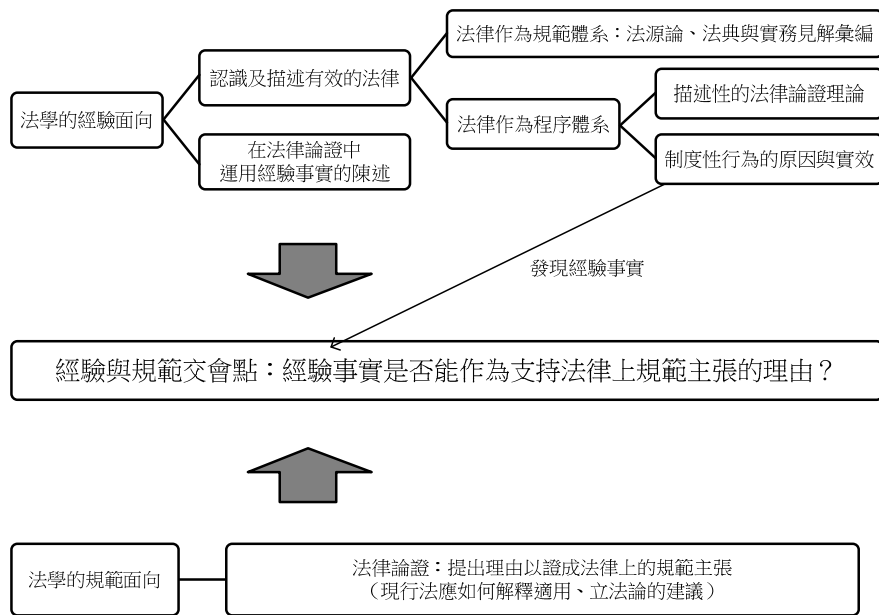 法律作為規範體系：法源論、法典與實務見解彙編
認識及描述有效的法律
描述性的法律論證理論
法學的經驗面向
法律作為程序體系
在法律論證中
運用經驗事實的陳述
制度性行為的原因與實效
發現經驗事實
經驗與規範交會點：經驗事實是否能作為支持法律上規範主張的理由？
法學的規範面向
法律論證：提出理由以證成法律上的規範主張
（現行法應如何解釋適用、立法論的建議）